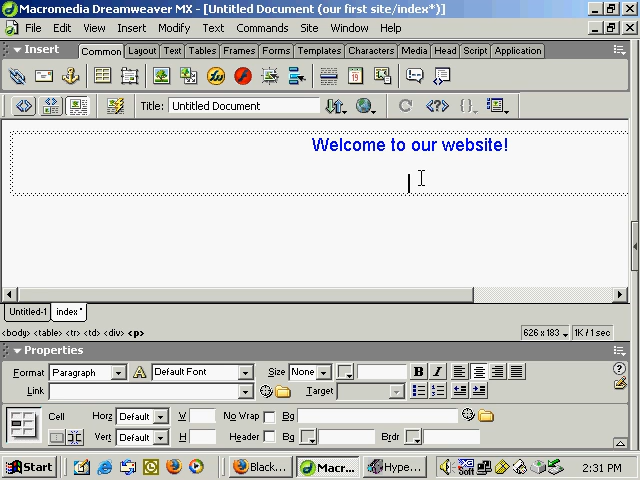 Macromedia Dreamweaver MX - [Untitled Document (our first site/index*)]
File Edit View Insert Modify Text Commands Site Window Help
Insert Common Layout Text Tables Frames Forms Templates Characters Media Head Script Application
Title: Untitled Document
Welcome to our website!
Untitled-1 index*
<body> <table> <tr> <td> <div> <p> 626 x 183 1K / 1 sec
Properties
Format Paragraph Default Font Size None B I
Link Target
Cell Horz Default W No Wrap Bg
Vert Default H Header Bg Brdr
Start Black... Macr... Hype... 2:31 PM